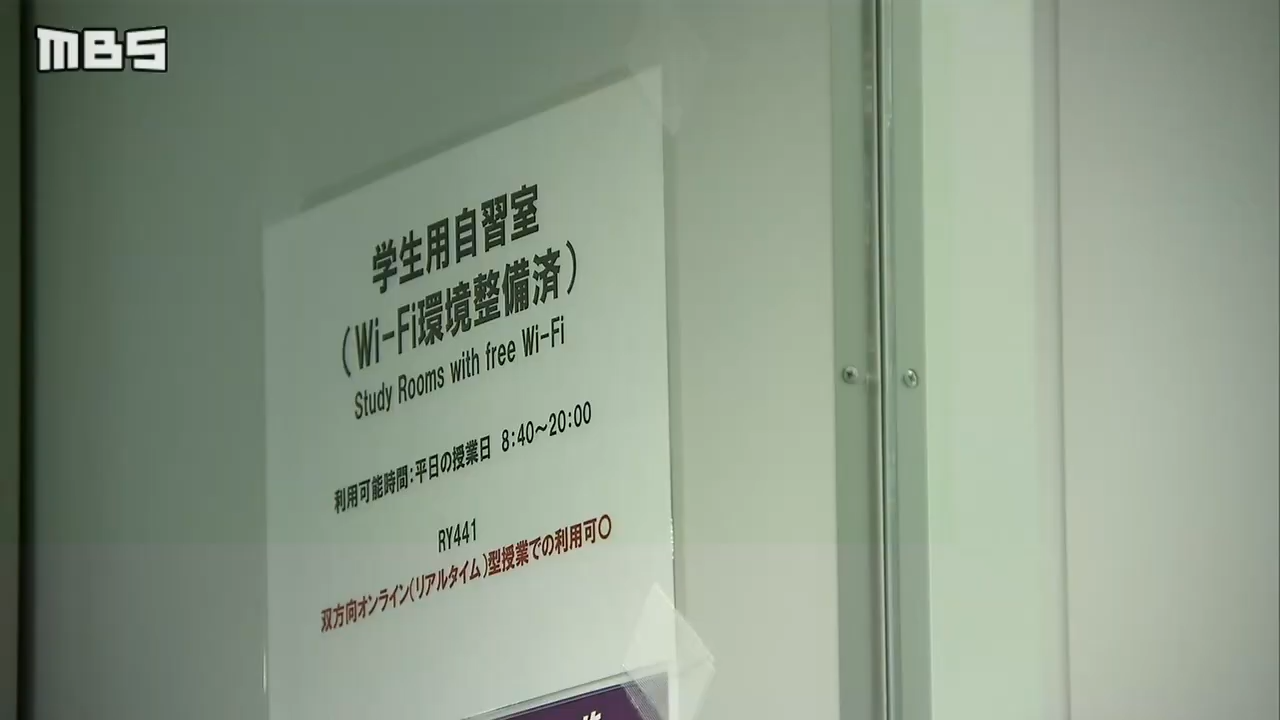 MBS
学生用自習室
（Wi-Fi環境整備済）
Study Rooms with free Wi-Fi
利用可能時間：平日の授業日 8:40～20:00
RY441
双方向オンライン（リアルタイム）型授業での利用可〇